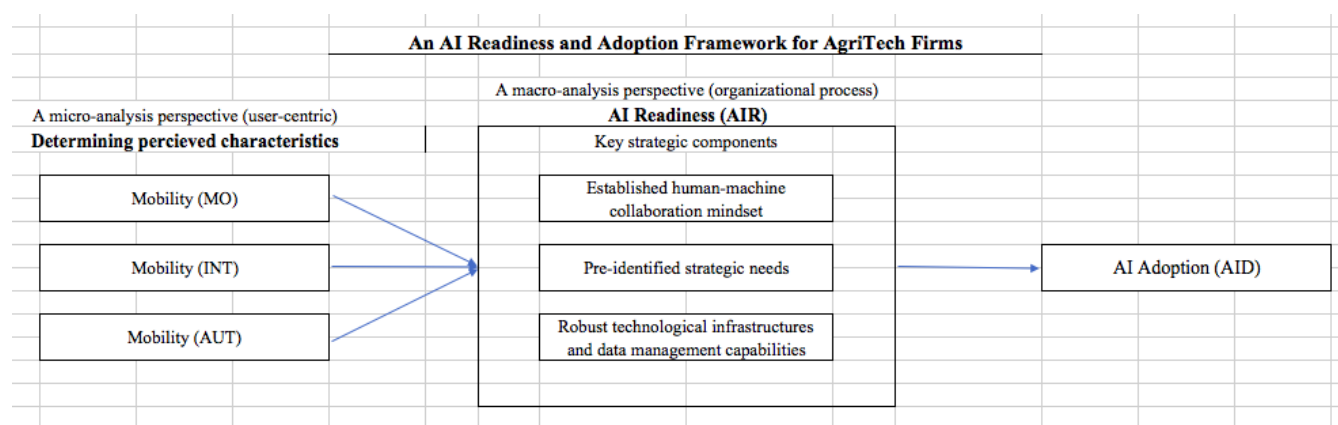 An AI Readiness and Adoption Framework for AgriTech Firms
A macro-analysis perspective (organizational process)
A micro-analysis perspective (user-centric)
AI Readiness (AIR)
Determining percieved characteristics
Key strategic components
Mobility (MO)
Established human-machine
collaboration mindset
Mobility (INT)
Pre-identified strategic needs
AI Adoption (AID)
Mobility (AUT)
Robust technological infrastructures
and data management capabilities